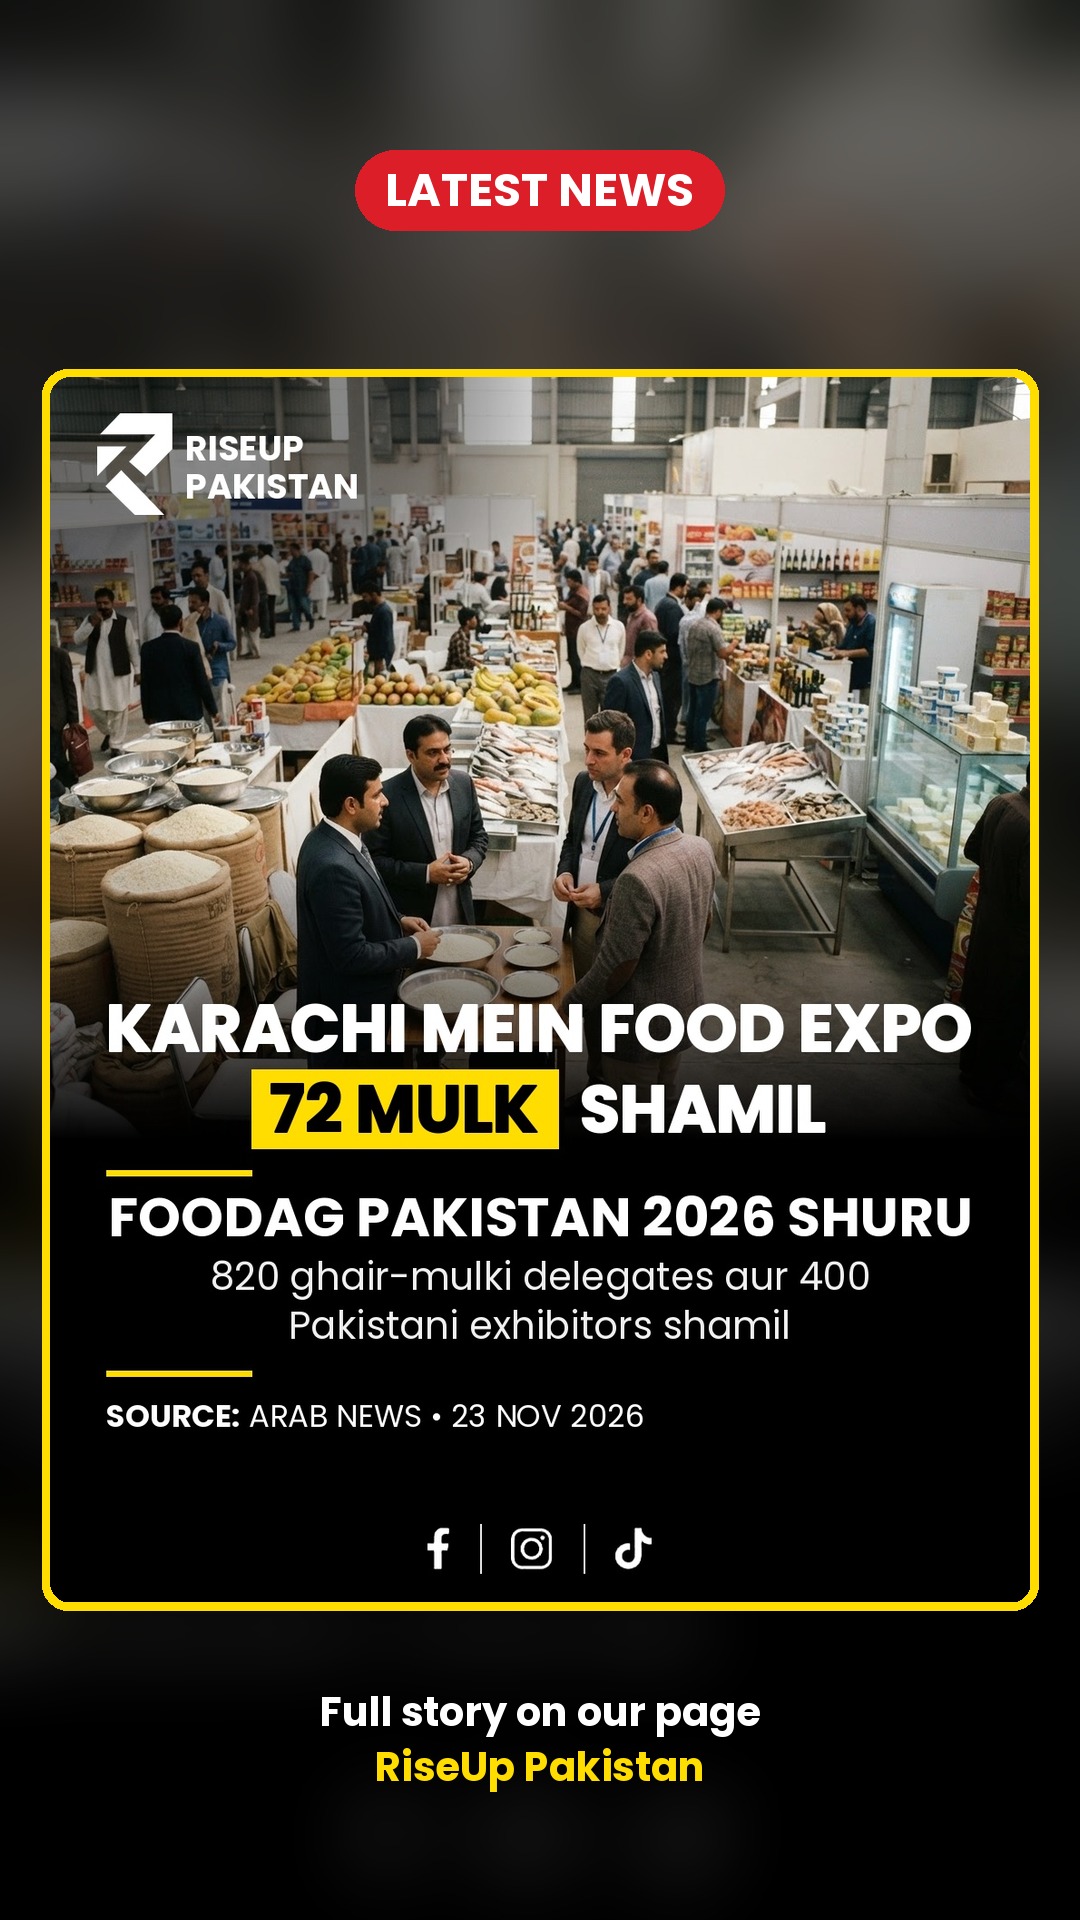 LATEST NEWS
RISEUP
PAKISTAN
KARACHI MEIN FOOD EXPO
72 MULK SHAMIL
FOODAG PAKISTAN 2026 SHURU
820 ghair-mulki delegates aur 400
Pakistani exhibitors shamil
SOURCE: ARAB NEWS • 23 NOV 2026
Full story on our page
RiseUp Pakistan